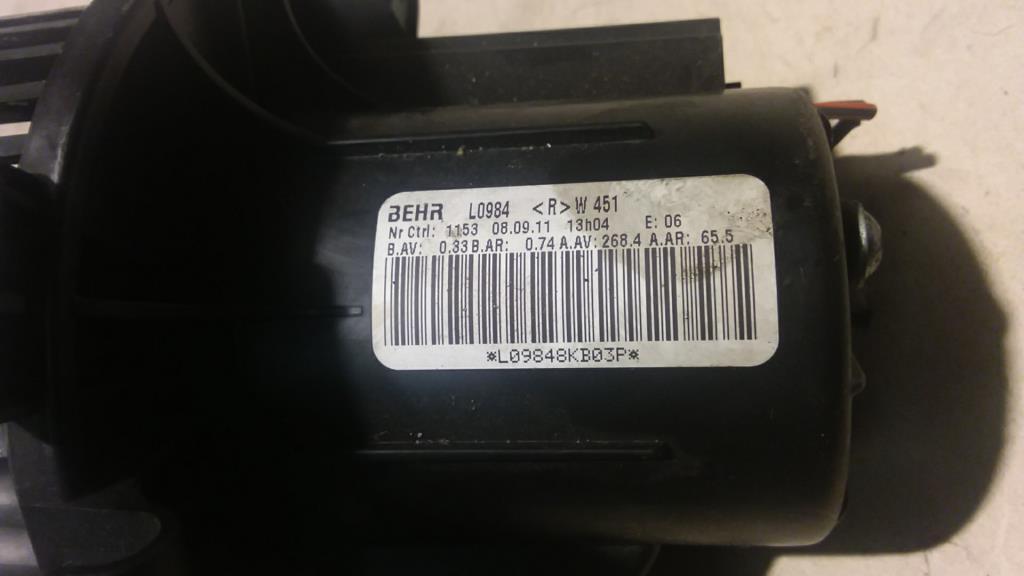 BEHR L0984 <R> W 451
Nr Ctrl: 1153 08.09.11 13h04 E: 06
B.AV: 0.33 B.AR: 0.74 A.AV: 268.4 A.AR: 65.5
*L09848KB03P*